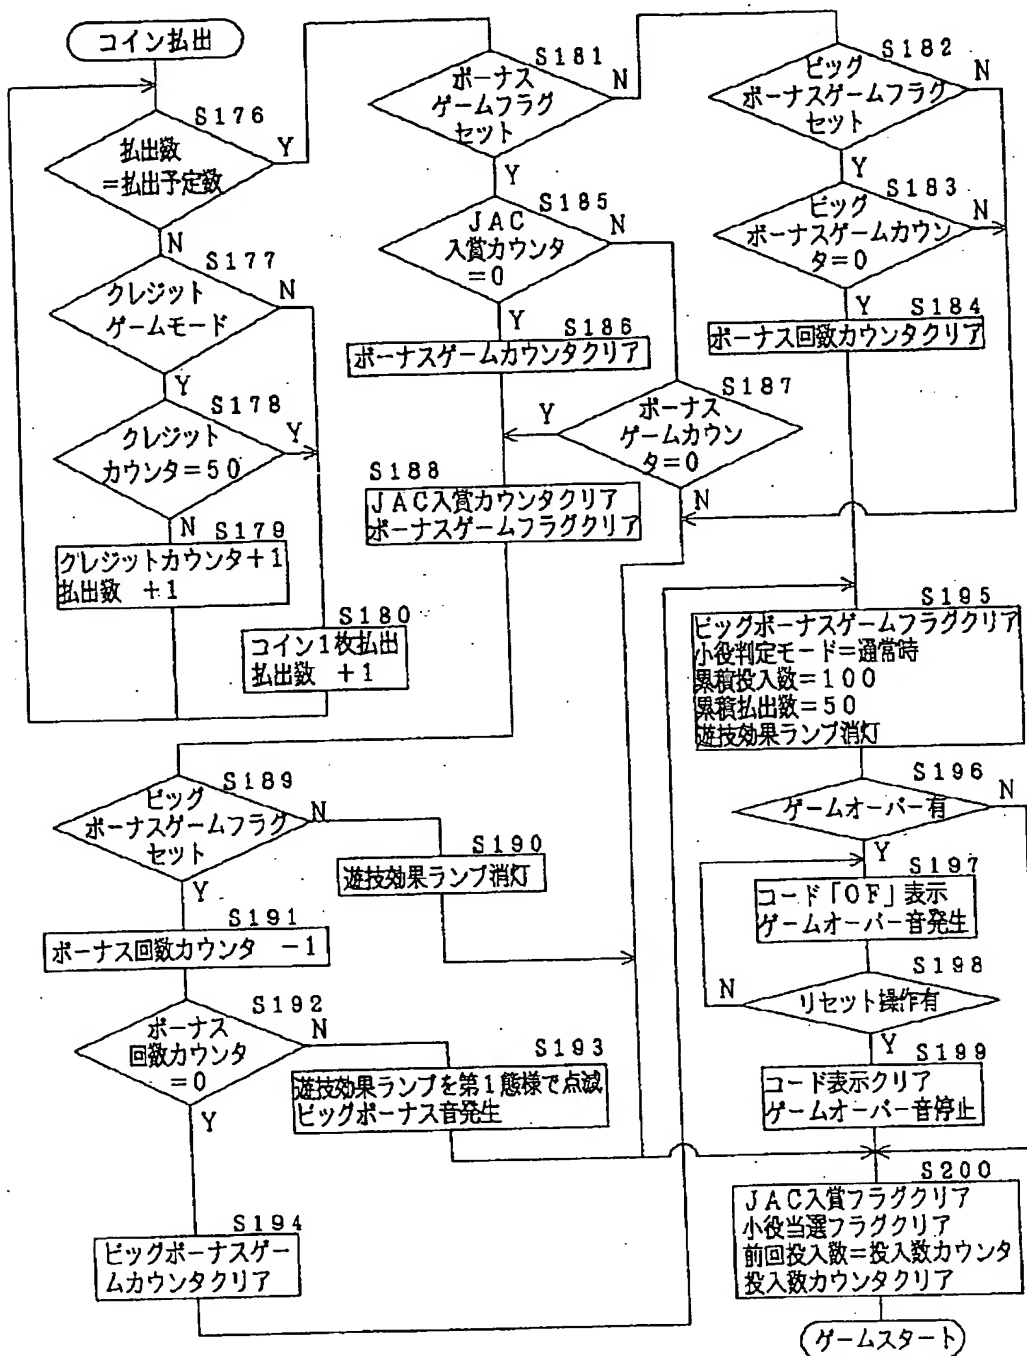 コイン払出
S176
払出数
=払出予定数
Y
N
S177
クレジット
ゲームモード
N
Y
S178
クレジット
カウンタ=50
Y
N
S179
クレジットカウンタ+1
払出数 +1
S180
コイン1枚払出
払出数 +1
S181
ボーナス
ゲームフラグ
セット
N
Y
S182
ビッグ
ボーナスゲームフラグ
セット
N
Y
S183
ビッグ
ボーナスゲームカウン
タ=0
N
Y
S184
ボーナス回数カウンタクリア
S185
JAC
入賞カウンタ
=0
N
Y
S186
ボーナスゲームカウンタクリア
S187
ボーナス
ゲームカウン
タ=0
Y
N
S188
JAC入賞カウンタクリア
ボーナスゲームフラグクリア
S189
ビッグ
ボーナスゲームフラグ
セット
N
Y
S190
遊技効果ランプ消灯
S191
ボーナス回数カウンタ -1
S192
ボーナス
回数カウンタ
=0
N
Y
S193
遊技効果ランプを第1態様で点滅
ビッグボーナス音発生
S194
ビッグボーナスゲー
ムカウンタクリア
S195
ビッグボーナスゲームフラグクリア
小役判定モード=通常時
累積投入数=100
累積払出数=50
遊技効果ランプ消灯
S196
ゲームオーバー有
N
Y
S197
コード「OF」表示
ゲームオーバー音発生
S198
リセット操作有
N
Y
S199
コード表示クリア
ゲームオーバー音停止
S200
JAC入賞フラグクリア
小役当選フラグクリア
前回投入数=投入数カウンタ
投入数カウンタクリア
ゲームスタート